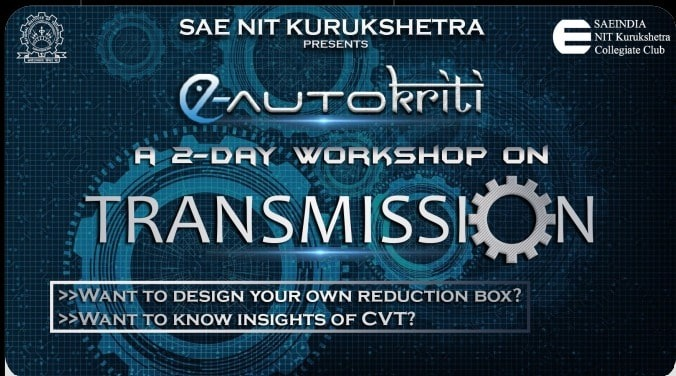 SAE NIT KURUKSHETRA
PRESENTS
SAEINDIA
NIT Kurukshetra
Collegiate Club
e-AUTOKRITI
A 2-DAY WORKSHOP ON
TRANSMISSION
>>WANT TO DESIGN YOUR OWN REDUCTION BOX?
>>WANT TO KNOW INSIGHTS OF CVT?